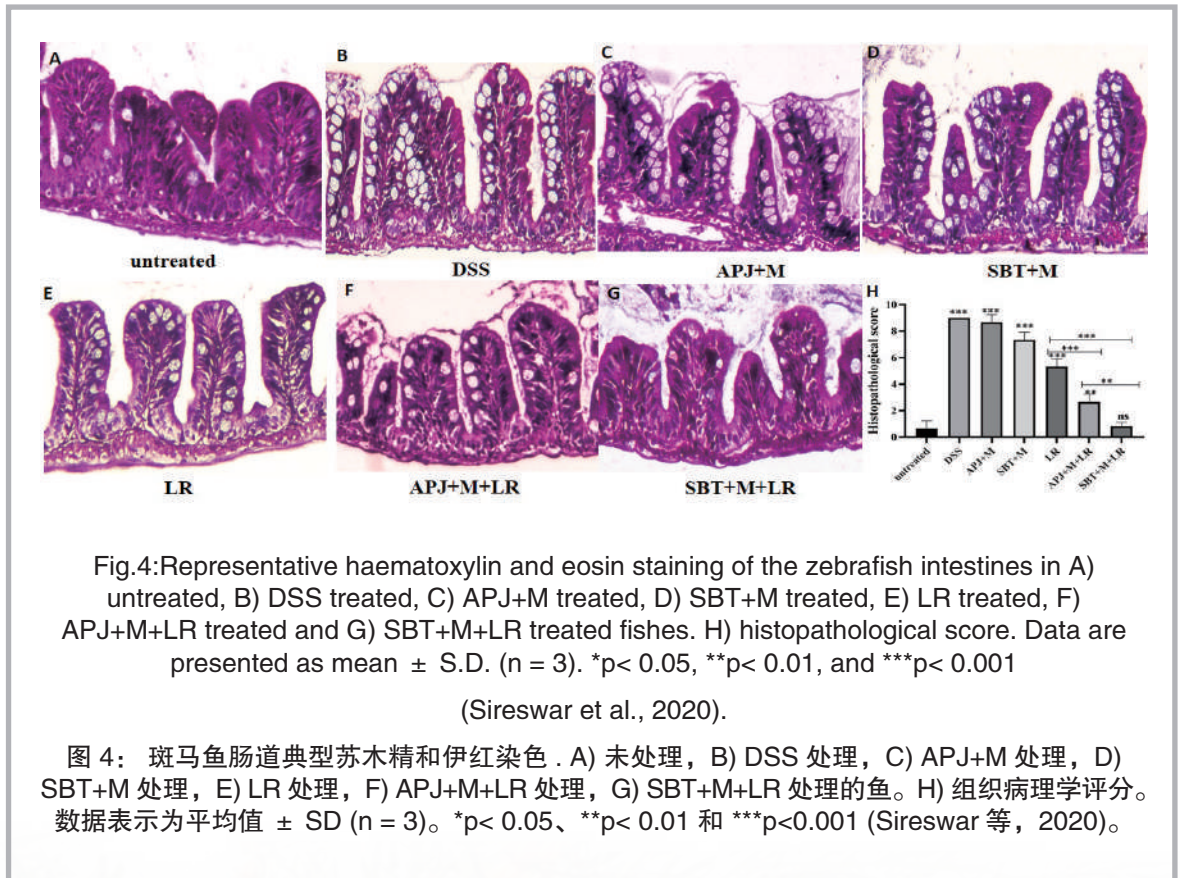 A
B
C
D
untreated
DSS
APJ+M
SBT+M
E
F
G
H
LR
APJ+M+LR
SBT+M+LR
Histopathological score
10
8
6
4
2
0
***
***
***
***
***
***
**
**
ns
untreated
DSS
APJ+M
SBT+M
LR
APJ+M+LR
SBT+M+LR
Fig.4:Representative haematoxylin and eosin staining of the zebrafish intestines in A)
untreated, B) DSS treated, C) APJ+M treated, D) SBT+M treated, E) LR treated, F)
APJ+M+LR treated and G) SBT+M+LR treated fishes. H) histopathological score. Data are
presented as mean ± S.D. (n = 3). *p< 0.05, **p< 0.01, and ***p< 0.001
(Sireswar et al., 2020).
图 4： 斑马鱼肠道典型苏木精和伊红染色 . A) 未处理，B) DSS 处理，C) APJ+M 处理，D)
SBT+M 处理，E) LR 处理，F) APJ+M+LR 处理，G) SBT+M+LR 处理的鱼。H) 组织病理学评分。
数据表示为平均值 ± SD (n = 3)。*p< 0.05、**p< 0.01 和 ***p<0.001 (Sireswar 等，2020)。